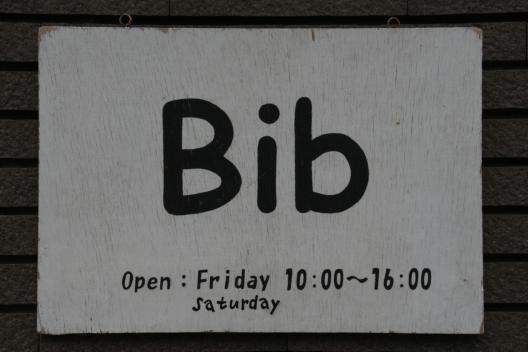 Bib
Open : Friday 10:00～16:00
saturday